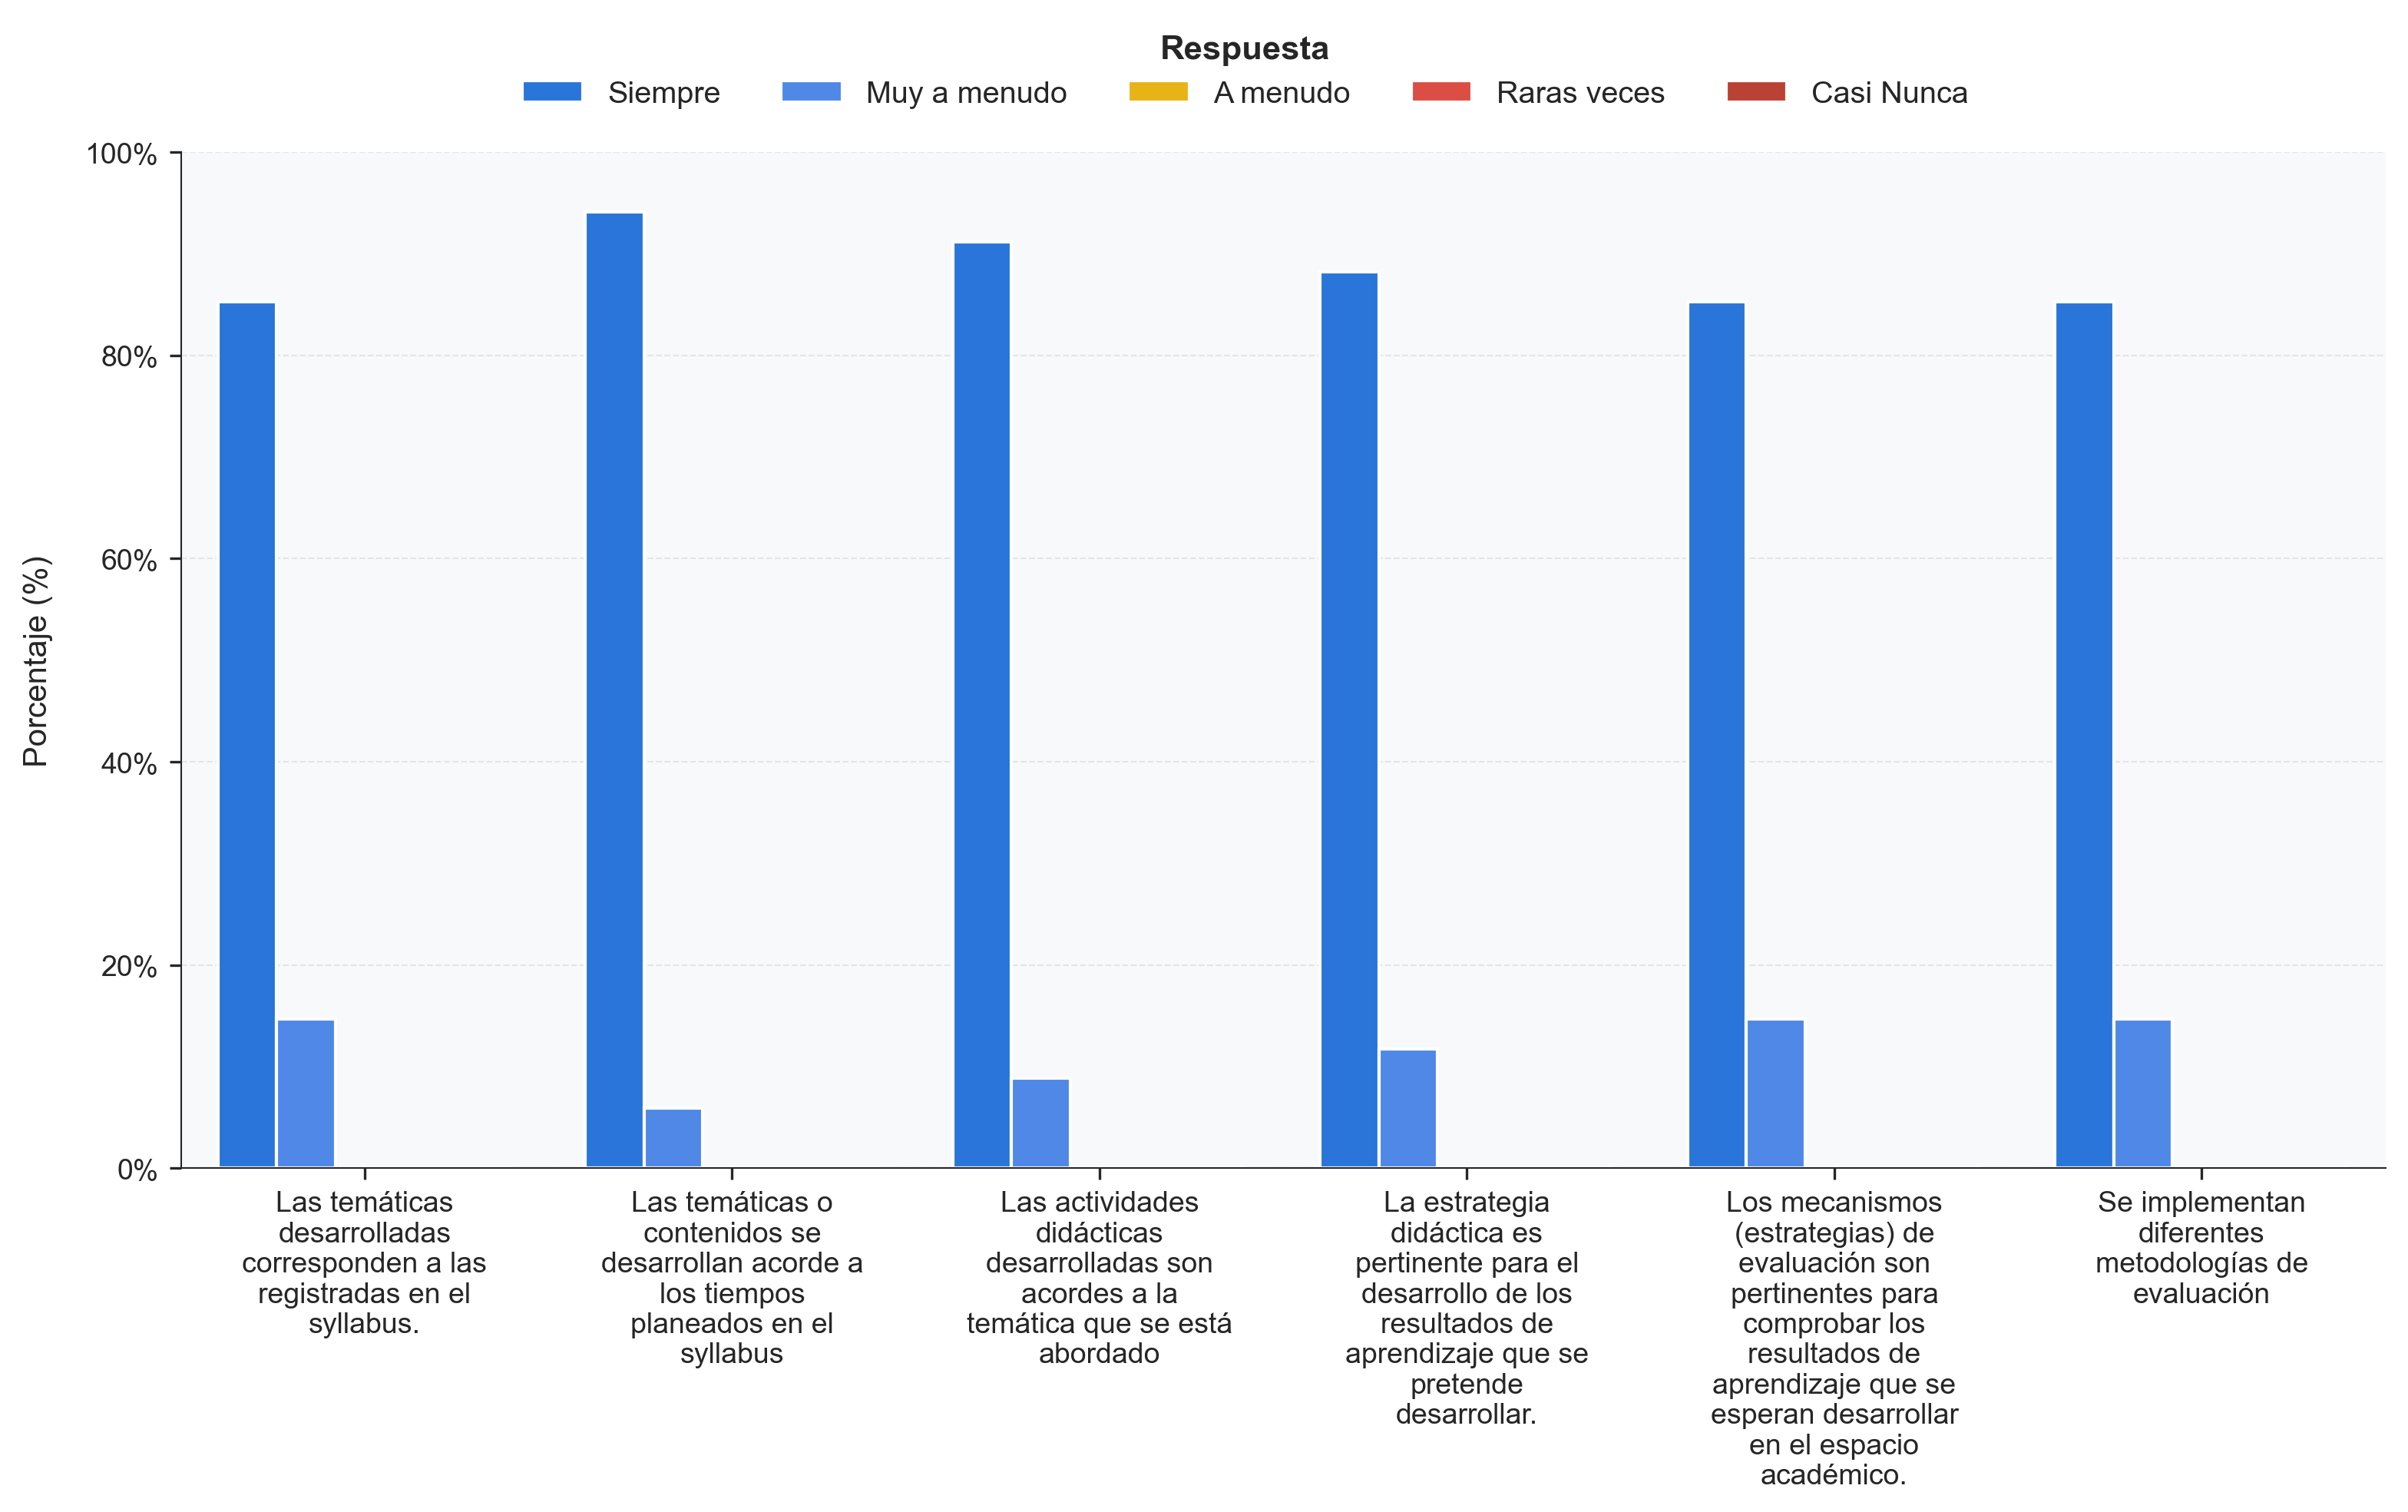 Respuesta
Siempre
Muy a menudo
A menudo
Raras veces
Casi Nunca
Porcentaje (%)
100%
80%
60%
40%
20%
0%
Las temáticas
desarrolladas
corresponden a las
registradas en el
syllabus.
Las temáticas o
contenidos se
desarrollan acorde a
los tiempos
planeados en el
syllabus
Las actividades
didácticas
desarrolladas son
acordes a la
temática que se está
abordado
La estrategia
didáctica es
pertinente para el
desarrollo de los
resultados de
aprendizaje que se
pretende
desarrollar.
Los mecanismos
(estrategias) de
evaluación son
pertinentes para
comprobar los
resultados de
aprendizaje que se
esperan desarrollar
en el espacio
académico.
Se implementan
diferentes
metodologías de
evaluación